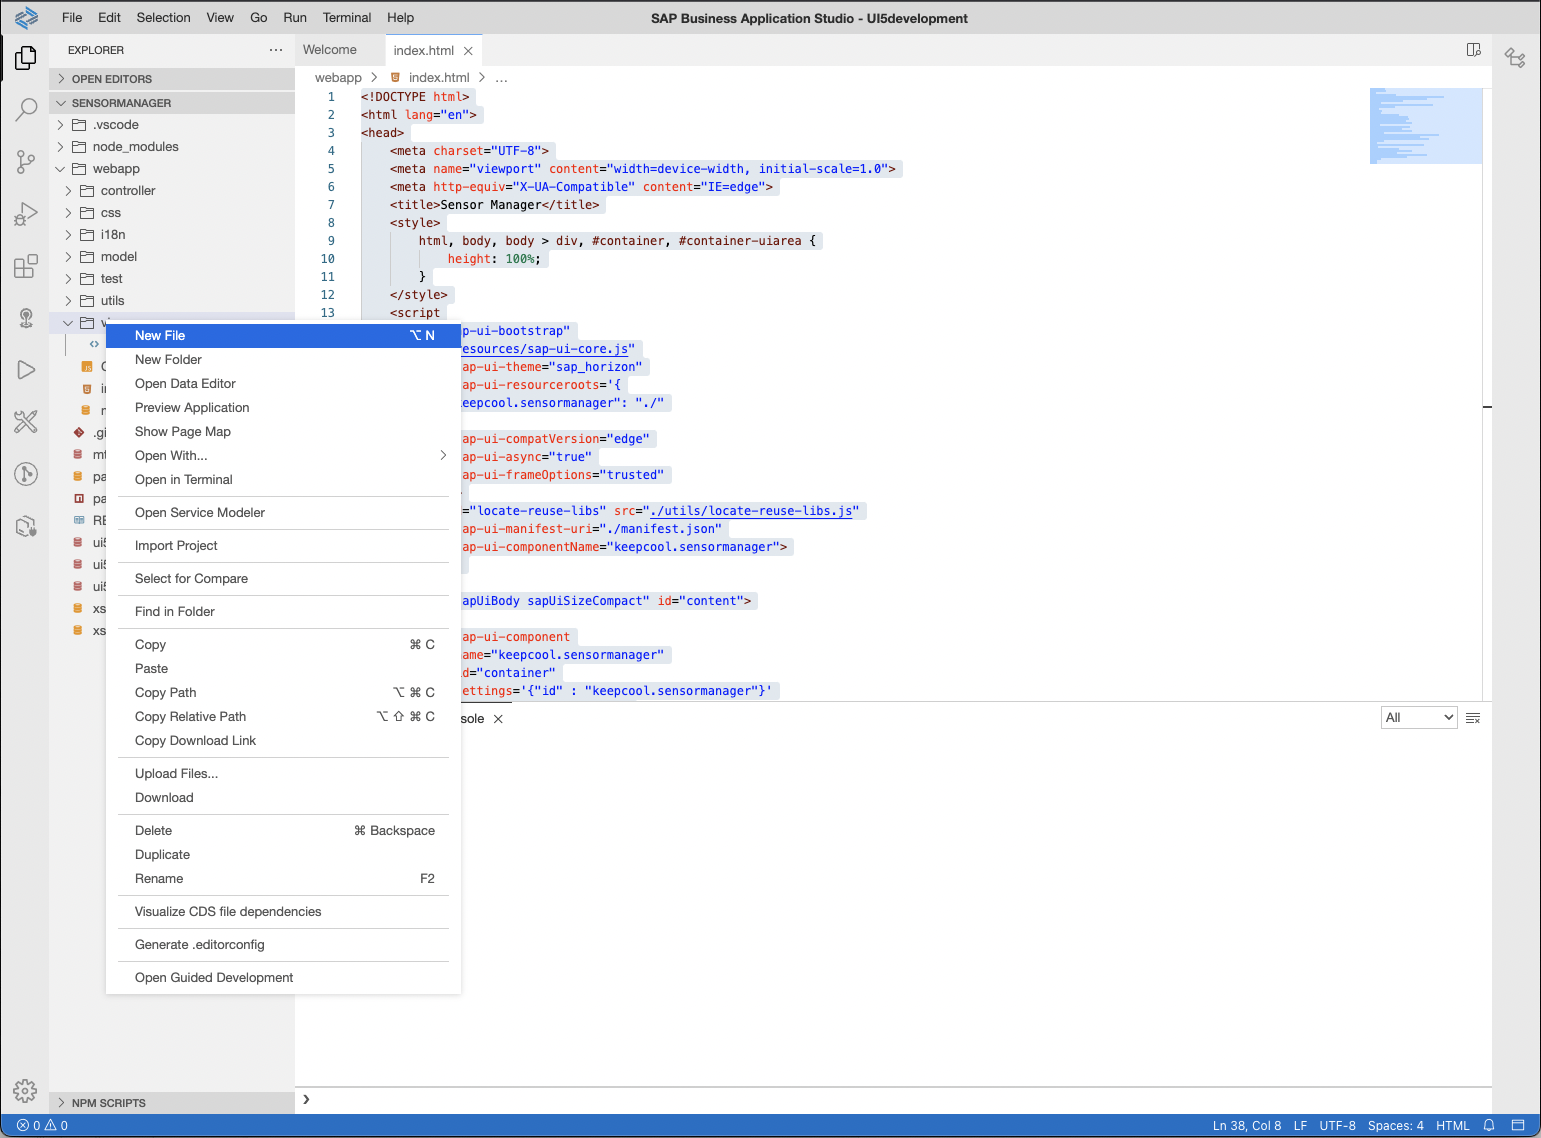 File Edit Selection View Go Run Terminal Help
SAP Business Application Studio - UI5development
EXPLORER
OPEN EDITORS
SENSORMANAGER
.vscode
node_modules
webapp
controller
css
i18n
model
test
utils
.gi
mt
pa
pa
RE
ui5
ui5
ui5
xs
xs
NPM SCRIPTS
New File ⌥ N
New Folder
Open Data Editor
Preview Application
Show Page Map
Open With...
Open in Terminal
Open Service Modeler
Import Project
Select for Compare
Find in Folder
Copy ⌘ C
Paste
Copy Path ⌥ ⌘ C
Copy Relative Path ⌥ ⇧ ⌘ C
Copy Download Link
Upload Files...
Download
Delete ⌘ Backspace
Duplicate
Rename F2
Visualize CDS file dependencies
Generate .editorconfig
Open Guided Development
Welcome index.html
webapp > index.html > ...
1 <!DOCTYPE html>
2 <html lang="en">
3 <head>
4 <meta charset="UTF-8">
5 <meta name="viewport" content="width=device-width, initial-scale=1.0">
6 <meta http-equiv="X-UA-Compatible" content="IE=edge">
7 <title>Sensor Manager</title>
8 <style>
9 html, body, body > div, #container, #container-uiarea {
10 height: 100%;
11 }
12 </style>
13 <script
p-ui-bootstrap"
esources/sap-ui-core.js"
ap-ui-theme="sap_horizon"
ap-ui-resourceroots='{
keepcool.sensormanager": "./"
ap-ui-compatVersion="edge"
ap-ui-async="true"
ap-ui-frameOptions="trusted"
="locate-reuse-libs" src="./utils/locate-reuse-libs.js"
ap-ui-manifest-uri="./manifest.json"
ap-ui-componentName="keepcool.sensormanager">
apUiBody sapUiSizeCompact" id="content">
ap-ui-component
ame="keepcool.sensormanager"
d="container"
ettings='{"id" : "keepcool.sensormanager"}'
sole
All
0 0
Ln 38, Col 8 LF UTF-8 Spaces: 4 HTML